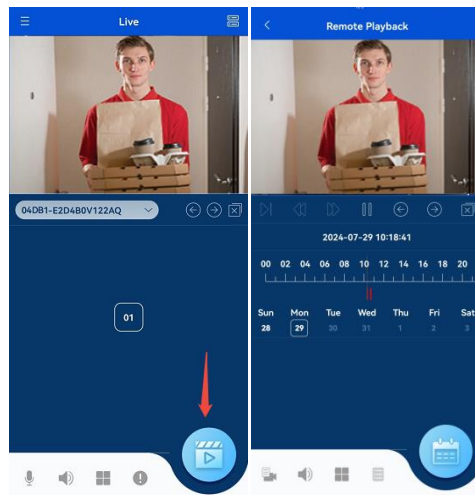 Live
04DB1-E2D4B0V122AQ
01
Remote Playback
2024-07-29 10:18:41
00 02 04 06 08 10 12 14 16 18 20
Sun Mon Tue Wed Thu Fri Sat
28 29 30 31 1 2 3